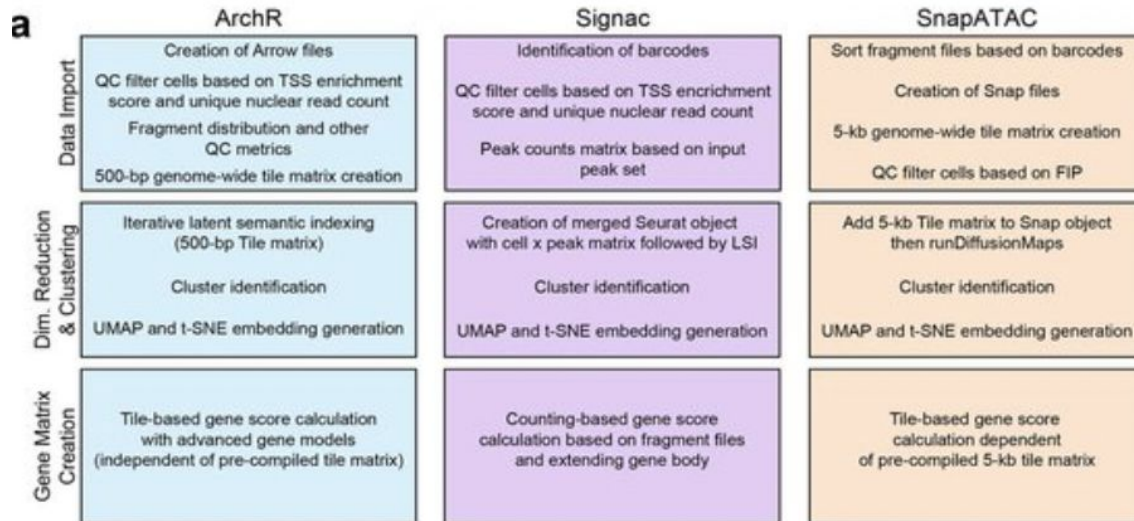 a
ArchR
Signac
SnapATAC
Data Import
Creation of Arrow files
QC filter cells based on TSS enrichment
score and unique nuclear read count
Fragment distribution and other
QC metrics
500-bp genome-wide tile matrix creation
Identification of barcodes
QC filter cells based on TSS enrichment
score and unique nuclear read count
Peak counts matrix based on input
peak set
Sort fragment files based on barcodes
Creation of Snap files
5-kb genome-wide tile matrix creation
QC filter cells based on FIP
Dim. Reduction
& Clustering
Iterative latent semantic indexing
(500-bp Tile matrix)
Cluster identification
UMAP and t-SNE embedding generation
Creation of merged Seurat object
with cell x peak matrix followed by LSI
Cluster identification
UMAP and t-SNE embedding generation
Add 5-kb Tile matrix to Snap object
then runDiffusionMaps
Cluster identification
UMAP and t-SNE embedding generation
Gene Matrix
Creation
Tile-based gene score calculation
with advanced gene models
(independent of pre-compiled tile matrix)
Counting-based gene score
calculation based on fragment files
and extending gene body
Tile-based gene score
calculation dependent
of pre-compiled 5-kb tile matrix